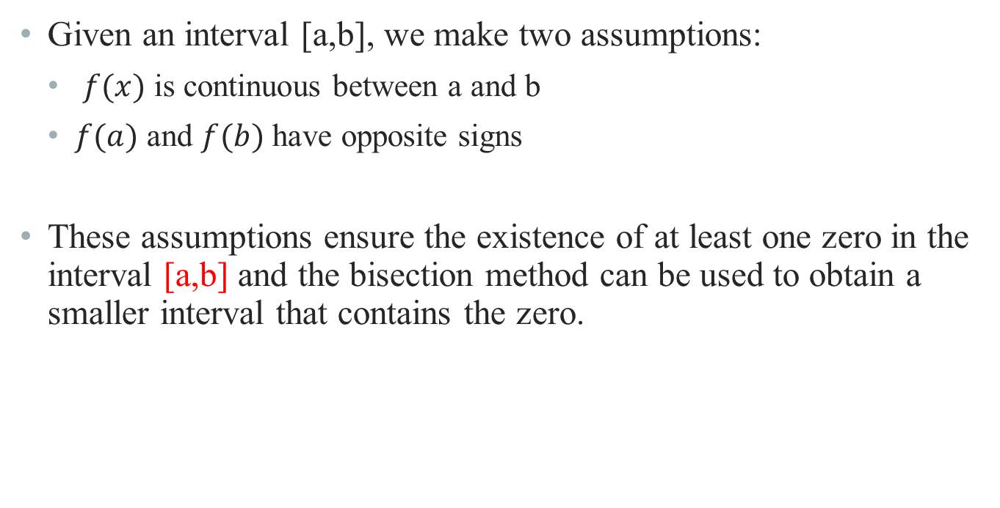 • Given an interval [a,b], we make two assumptions:
• f(x) is continuous between a and b
• f(a) and f(b) have opposite signs
• These assumptions ensure the existence of at least one zero in the
interval [a,b] and the bisection method can be used to obtain a
smaller interval that contains the zero.